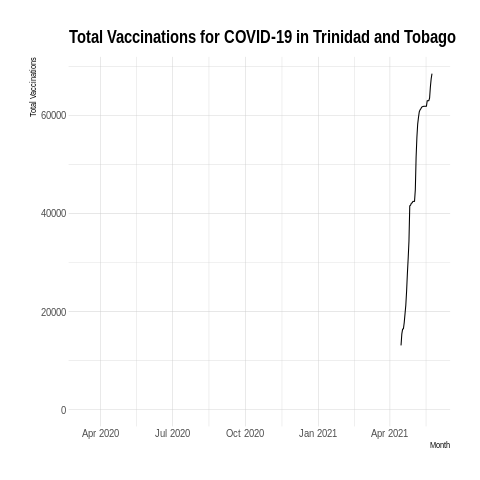 Total Vaccinations for COVID-19 in Trinidad and Tobago
Total Vaccinations
60000
40000
20000
0
Apr 2020 Jul 2020 Oct 2020 Jan 2021 Apr 2021
Month